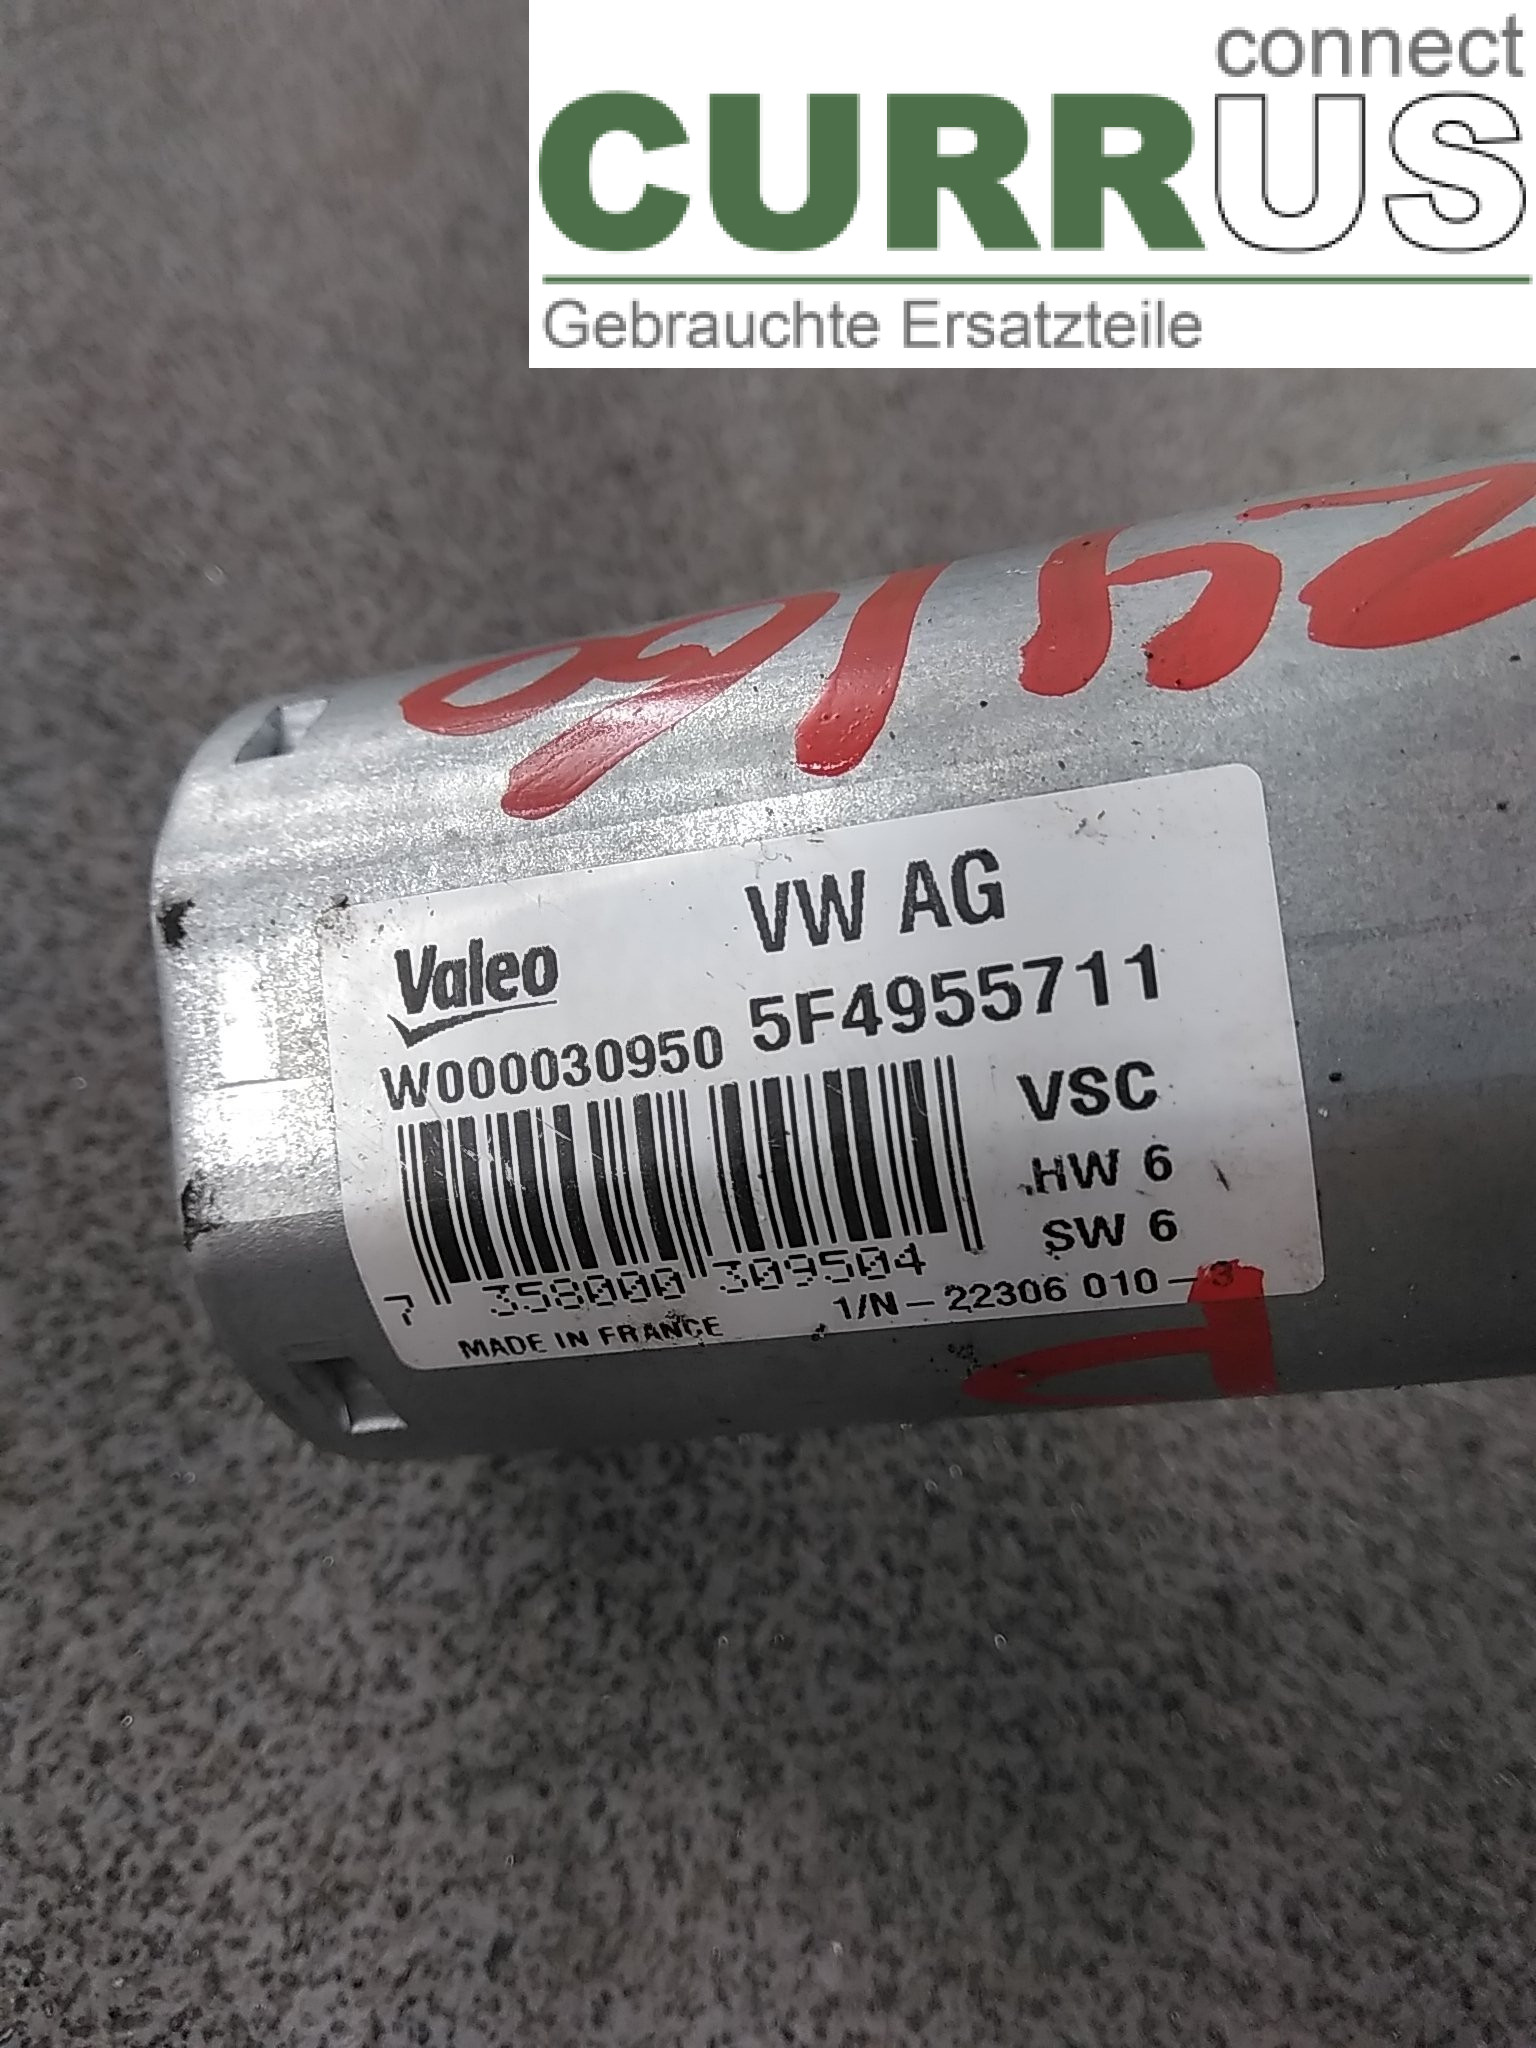 connect
CURRUS
Gebrauchte Ersatzteile
Valeo
VW AG
W000030950
5F4955711
VSC
HW 6
SW 6
7 358000 309504
1/N-22306 010-3
MADE IN FRANCE